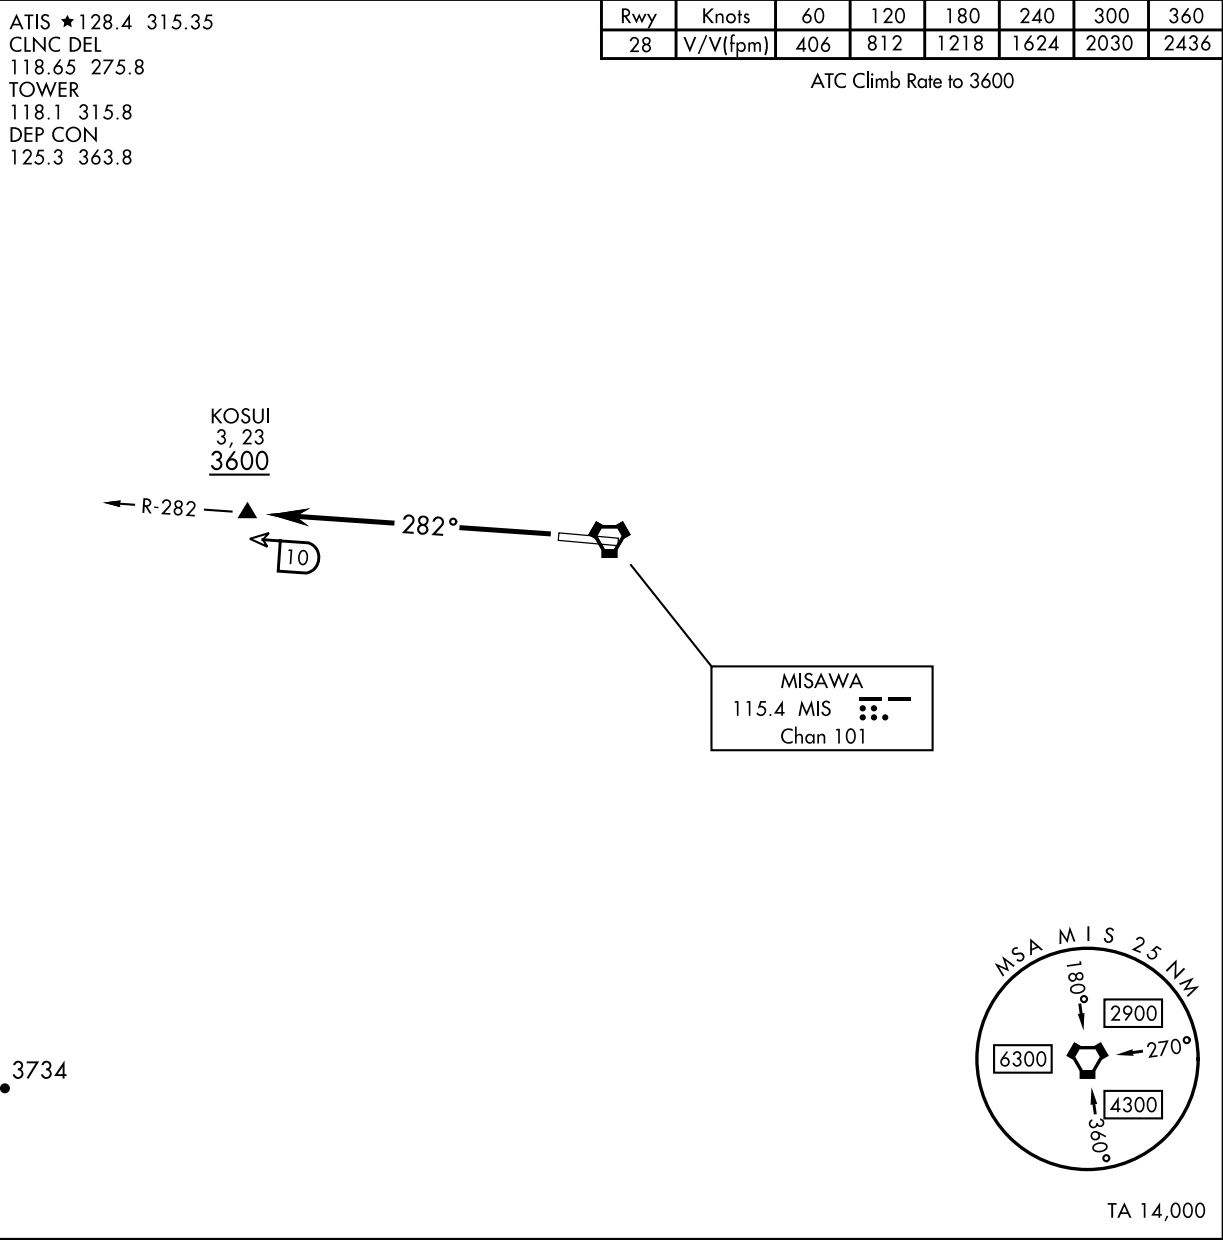 ATIS ★128.4 315.35
CLNC DEL
118.65 275.8
TOWER
118.1 315.8
DEP CON
125.3 363.8
Rwy Knots 60 120 180 240 300 360
28 V/V(fpm) 406 812 1218 1624 2030 2436
ATC Climb Rate to 3600
KOSUI
3, 23
3600
R-282
282°
10
MISAWA
115.4 MIS
Chan 101
MSA MIS 25 NM
180°
2900
270°
6300
4300
360°
3734
TA 14,000